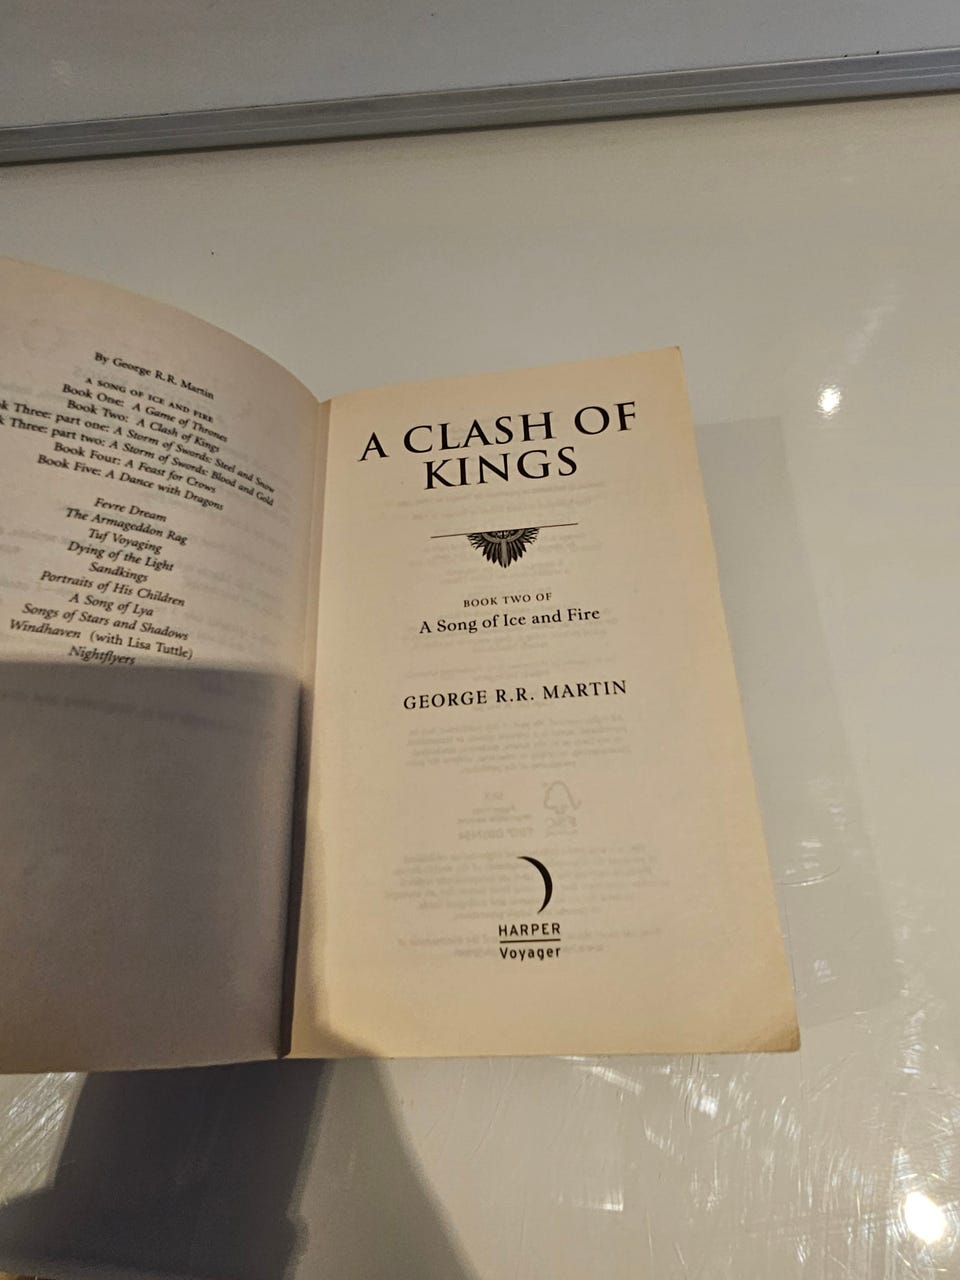 By George R.R. Martin
A SONG OF ICE AND FIRE
Book One: A Game of Thrones
Book Two: A Clash of Kings
k Three: part one: A Storm of Swords: Steel and Snow
k Three: part two: A Storm of Swords: Blood and Gold
Book Four: A Feast for Crows
Book Five: A Dance with Dragons
Fevre Dream
The Armageddon Rag
Tuf Voyaging
Dying of the Light
Sandkings
Portraits of His Children
A Song of Lya
Songs of Stars and Shadows
Windhaven (with Lisa Tuttle)
Nightflyers
A CLASH OF
KINGS
BOOK TWO OF
A Song of Ice and Fire
GEORGE R.R. MARTIN
HARPER
Voyager